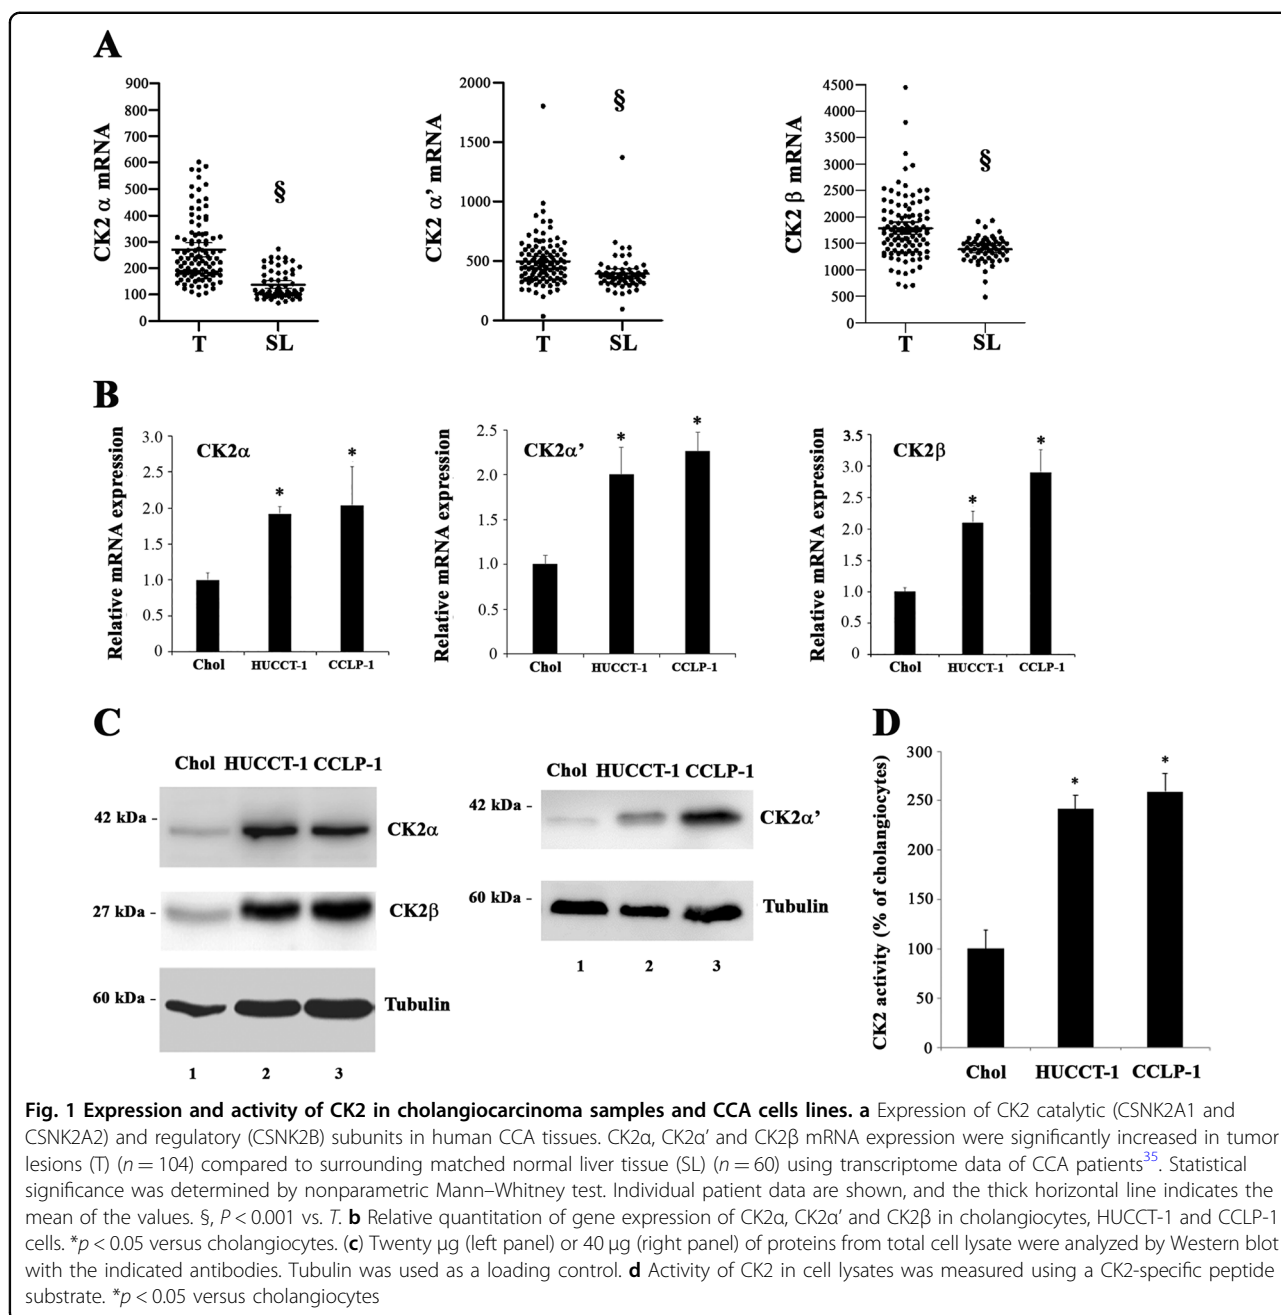 A
CK2 α mRNA
900
800
700
600
500
400
300
200
100
0
§
T SL
CK2 α’ mRNA
2000
1500
1000
500
0
§
T SL
CK2 β mRNA
4500
4000
3500
3000
2500
2000
1500
1000
5000
0
§
T SL
B
Relative mRNA expression
CK2α
3.0
2.5
2.0
1.5
1.0
0.5
0
* *
Chol HUCCT-1 CCLP-1
Relative mRNA expression
CK2α’
2.5
2.0
1.5
1.0
0.5
0
* *
Chol HUCCT-1 CCLP-1
Relative mRNA expression
CK2β
3.5
3.0
2.5
2.0
1.5
1.0
0.5
0
* *
Chol HUCCT-1 CCLP-1
C
Chol HUCCT-1 CCLP-1
42 kDa - CK2α
27 kDa - CK2β
60 kDa - Tubulin
1 2 3
Chol HUCCT-1 CCLP-1
42 kDa - CK2α’
60 kDa - Tubulin
1 2 3
D
CK2 activity (% of cholangiocytes)
300
250
200
150
100
50
0
* *
Chol HUCCT-1 CCLP-1
Fig. 1 Expression and activity of CK2 in cholangiocarcinoma samples and CCA cells lines. a Expression of CK2 catalytic (CSNK2A1 and
CSNK2A2) and regulatory (CSNK2B) subunits in human CCA tissues. CK2α, CK2α’ and CK2β mRNA expression were significantly increased in tumor
lesions (T) (n = 104) compared to surrounding matched normal liver tissue (SL) (n = 60) using transcriptome data of CCA patients35. Statistical
significance was determined by nonparametric Mann–Whitney test. Individual patient data are shown, and the thick horizontal line indicates the
mean of the values. §, P < 0.001 vs. T. b Relative quantitation of gene expression of CK2α, CK2α’ and CK2β in cholangiocytes, HUCCT-1 and CCLP-1
cells. *p < 0.05 versus cholangiocytes. (c) Twenty µg (left panel) or 40 µg (right panel) of proteins from total cell lysate were analyzed by Western blot
with the indicated antibodies. Tubulin was used as a loading control. d Activity of CK2 in cell lysates was measured using a CK2-specific peptide
substrate. *p < 0.05 versus cholangiocytes